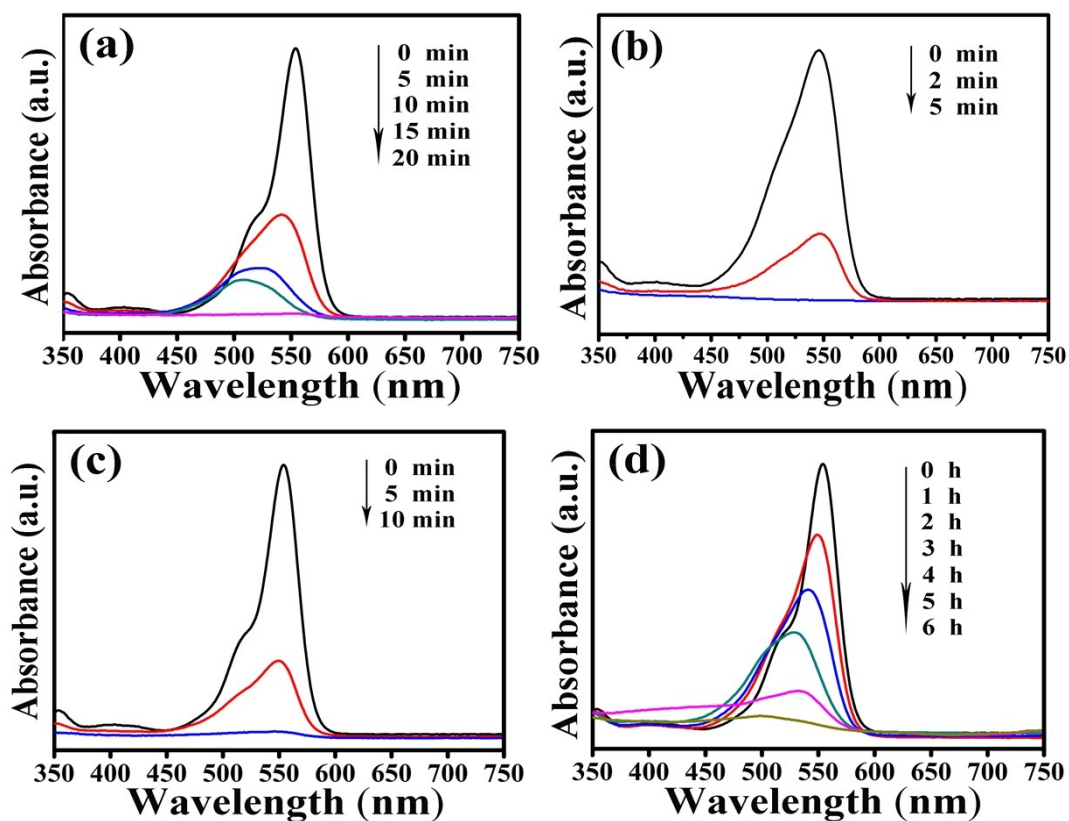 (a)
0 min
5 min
10 min
15 min
20 min
Absorbance (a.u.)
350 400 450 500 550 600 650 700 750
Wavelength (nm)
(b)
0 min
2 min
5 min
Absorbance (a.u.)
350 400 450 500 550 600 650 700 750
Wavelength (nm)
(c)
0 min
5 min
10 min
Absorbance (a.u.)
350 400 450 500 550 600 650 700 750
Wavelength (nm)
(d)
0 h
1 h
2 h
3 h
4 h
5 h
6 h
Absorbance (a.u.)
350 400 450 500 550 600 650 700 750
Wavelength (nm)